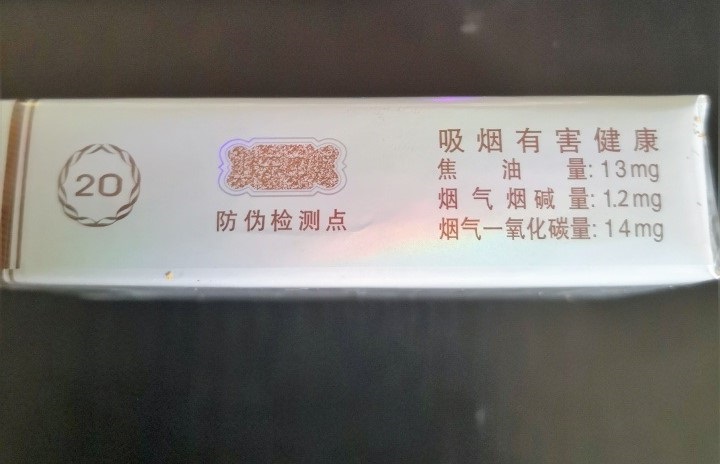 20
防伪检测点
吸烟有害健康
焦油量:13mg
烟气烟碱量:1.2mg
烟气一氧化碳量:14mg